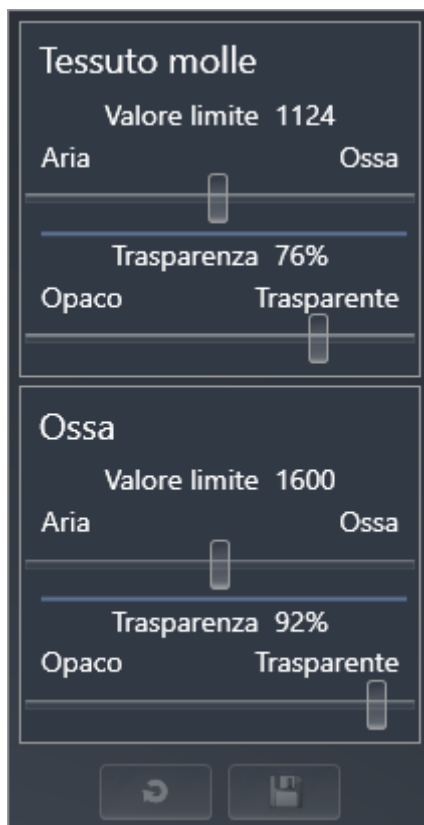 Tessuto molle
Valore limite 1124
Aria Ossa
Trasparenza 76%
Opaco Trasparente
Ossa
Valore limite 1600
Aria Ossa
Trasparenza 92%
Opaco Trasparente